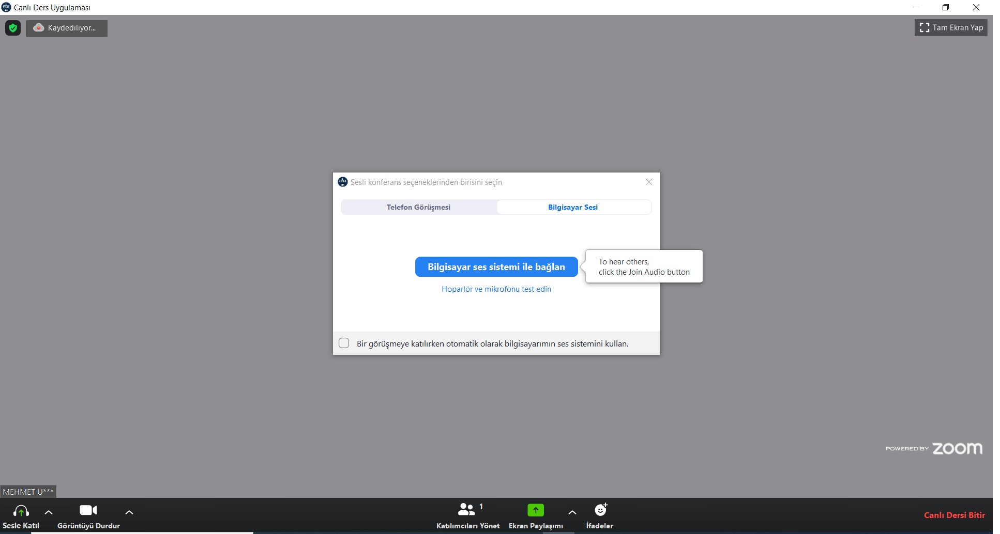 Canlı Ders Uygulaması
Kaydediliyor...
Tam Ekran Yap
eba
Sesli konferans seçeneklerinden birisini seçin
Telefon Görüşmesi
Bilgisayar Sesi
Bilgisayar ses sistemi ile bağlan
To hear others,
click the Join Audio button
Hoparlör ve mikrofonu test edin
Bir görüşmeye katılırken otomatik olarak bilgisayarımın ses sistemini kullan.
POWERED BY zoom
MEHMET U***
1
Sesle Katıl
Görüntüyü Durdur
Katılımcıları Yönet
Ekran Paylaşımı
İfadeler
Canlı Dersi Bitir